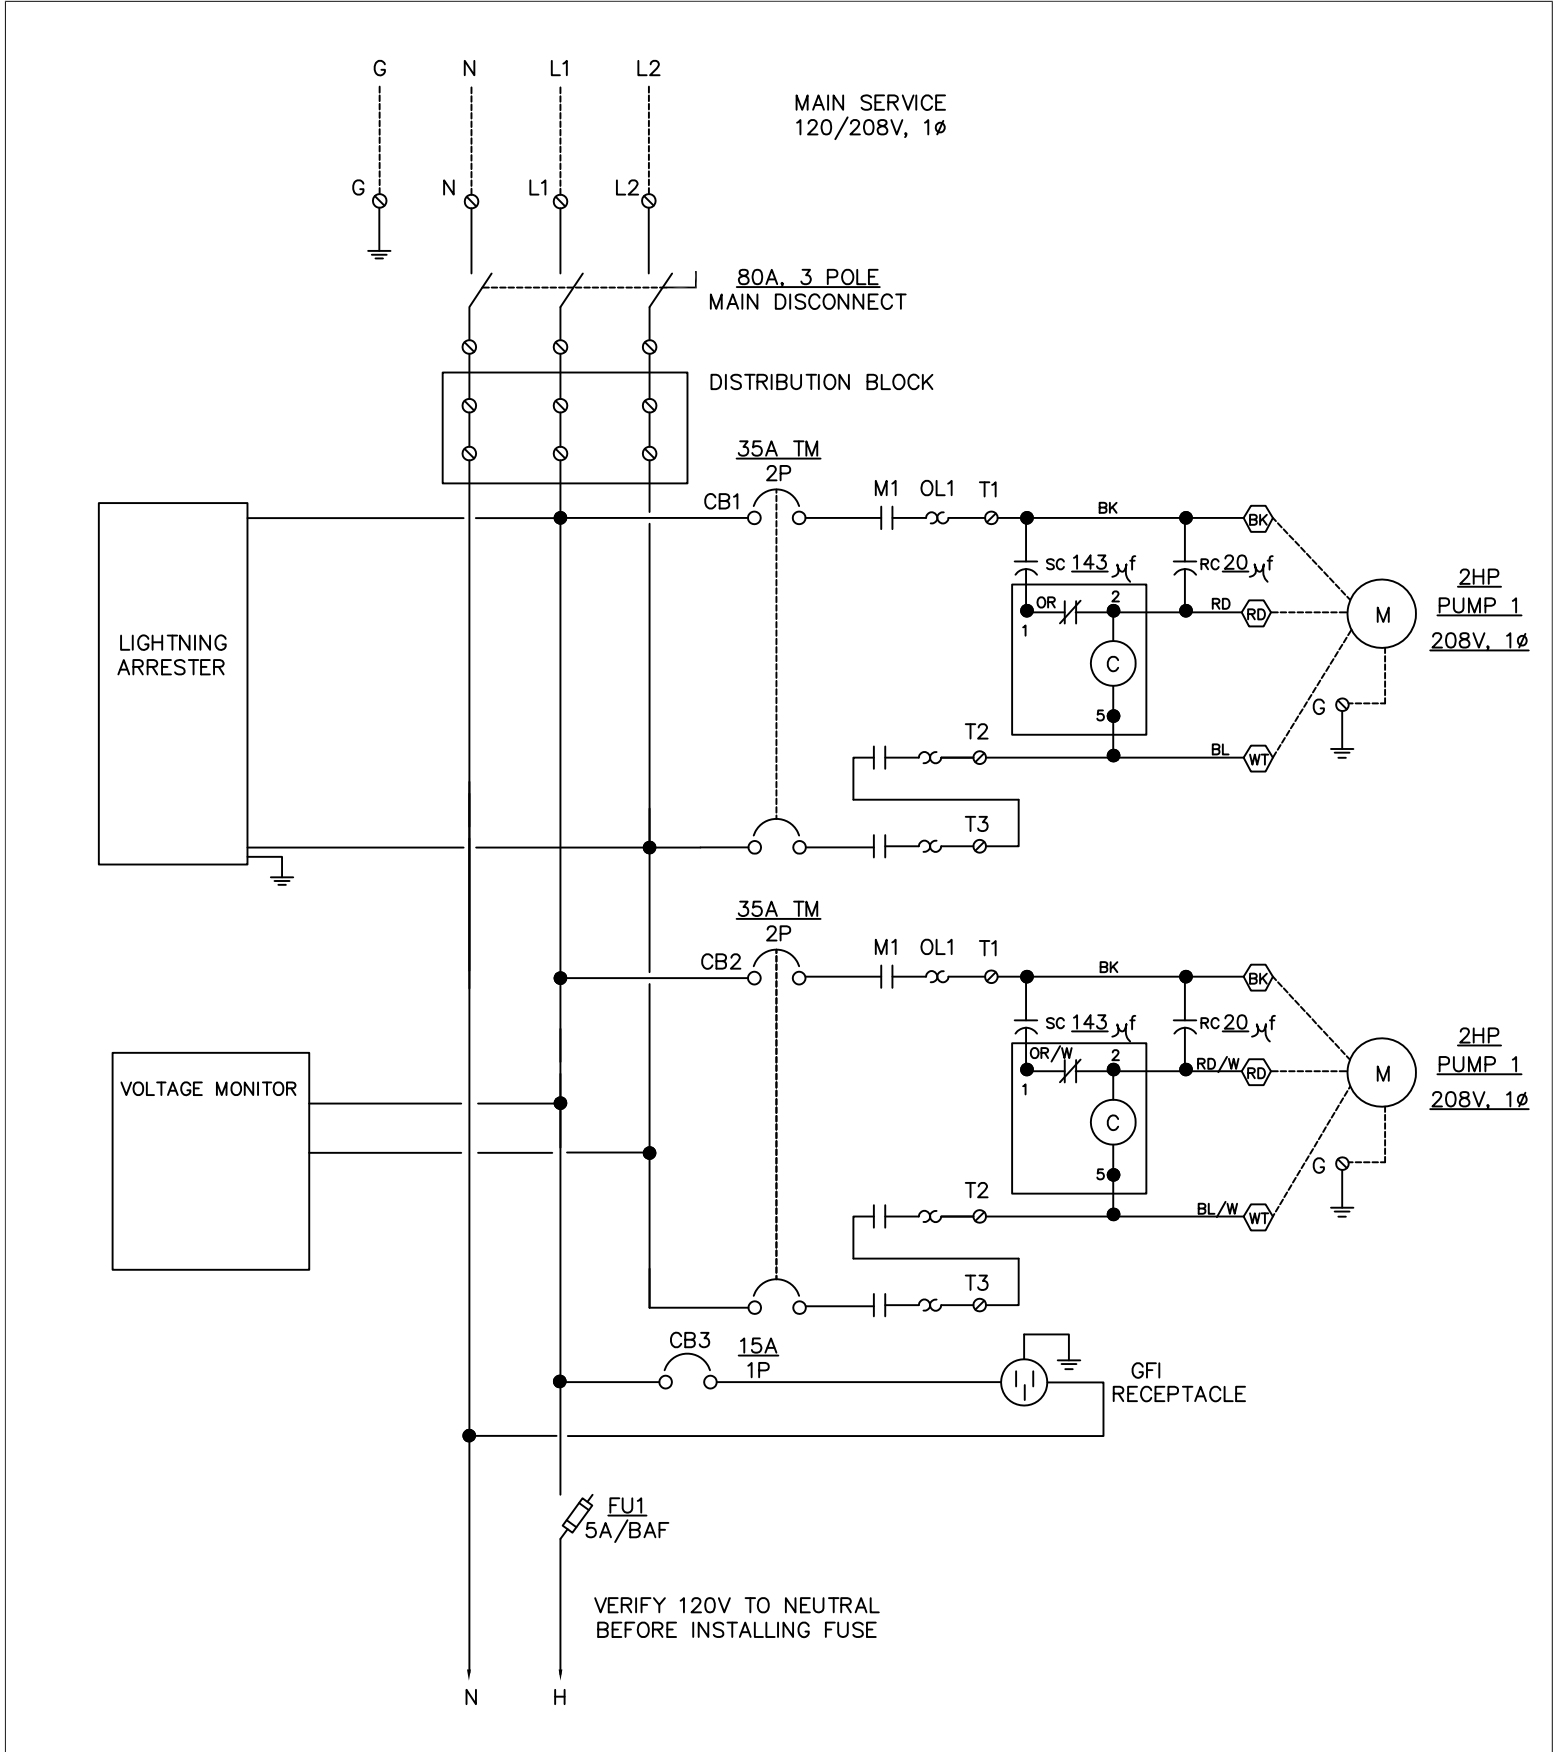 G N L1 L2
MAIN SERVICE
120/208V, 1ø
G N L1 L2
80A, 3 POLE
MAIN DISCONNECT
DISTRIBUTION BLOCK
35A TM
2P
CB1 M1 OL1 T1 BK BK
SC 143 μf RC 20 μf
OR 2 RD RD
1
C
5
M
2HP
PUMP 1
208V, 1ø
G
LIGHTNING
ARRESTER
T2 BL WT
T3
35A TM
2P
CB2 M1 OL1 T1 BK BK
SC 143 μf RC 20 μf
OR/W 2 RD/W RD
1
C
5
M
2HP
PUMP 1
208V, 1ø
G
VOLTAGE MONITOR
T2 BL/W WT
T3
CB3 15A
1P
GFI
RECEPTACLE
FU1
5A/BAF
VERIFY 120V TO NEUTRAL
BEFORE INSTALLING FUSE
N H